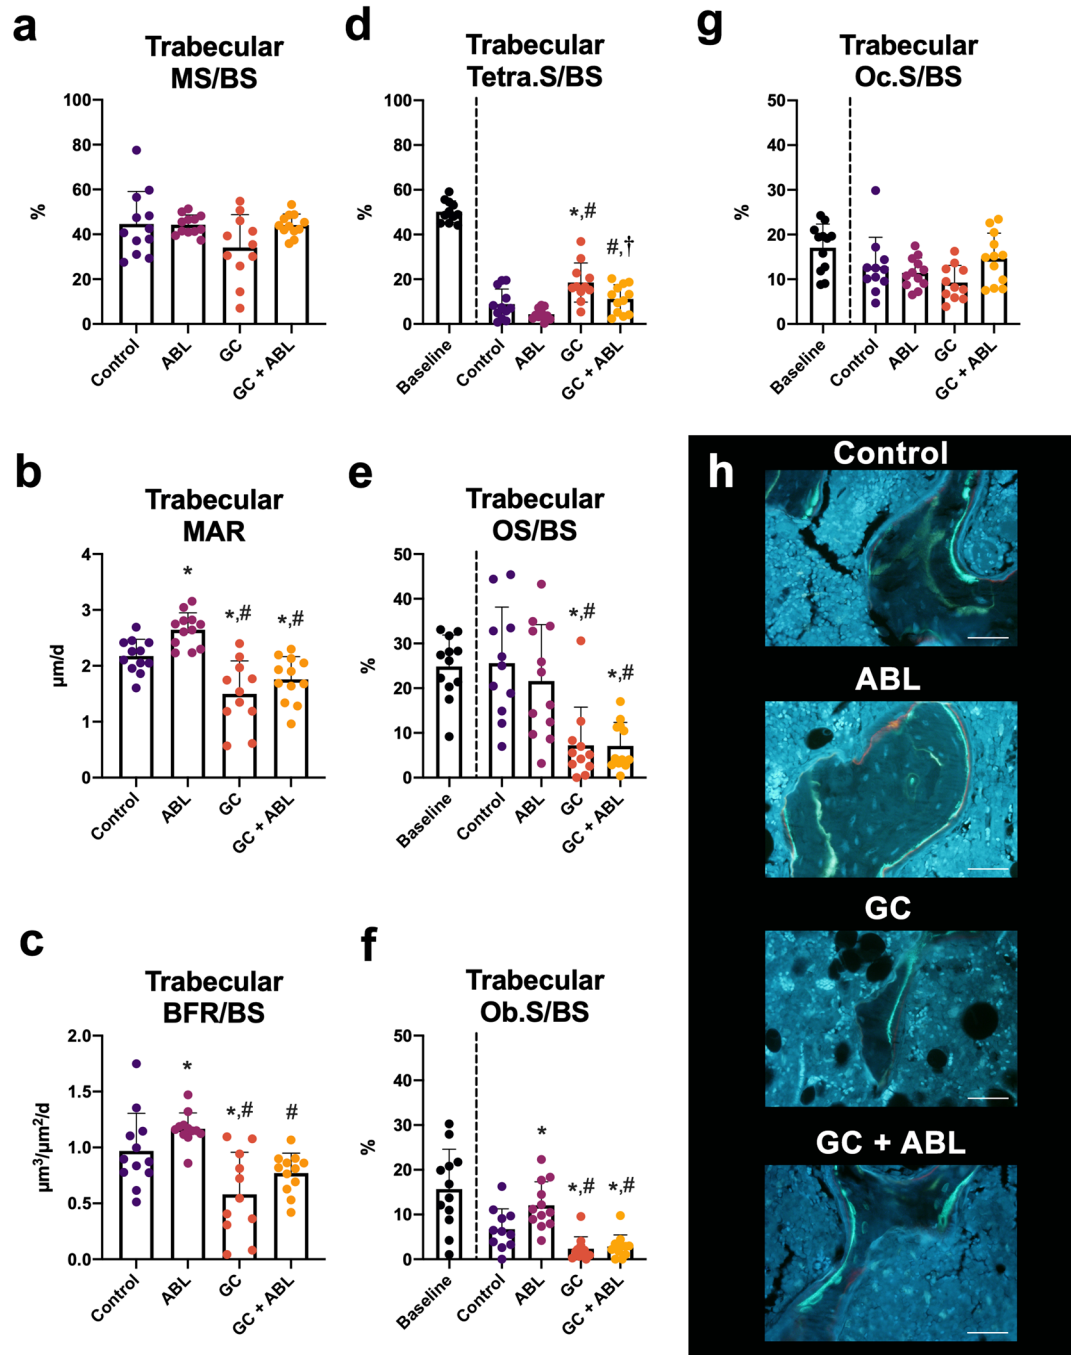 a
Trabecular
MS/BS
100
80
60
40
20
0
%
Control
ABL
GC
GC + ABL
d
Trabecular
Tetra.S/BS
100
80
60
40
20
0
%
*,#
#,†
Baseline
Control
ABL
GC
GC + ABL
g
Trabecular
Oc.S/BS
50
40
30
20
10
0
%
Baseline
Control
ABL
GC
GC + ABL
b
Trabecular
MAR
4
3
2
1
0
µm/d
*
*,#
*,#
Control
ABL
GC
GC + ABL
e
Trabecular
OS/BS
50
40
30
20
10
0
%
*,#
*,#
Baseline
Control
ABL
GC
GC + ABL
c
Trabecular
BFR/BS
2.0
1.5
1.0
0.5
0.0
µm³/µm²/d
*
*,#
#
Control
ABL
GC
GC + ABL
f
Trabecular
Ob.S/BS
50
40
30
20
10
0
%
*
*,#
*,#
Baseline
Control
ABL
GC
GC + ABL
h
Control
ABL
GC
GC + ABL